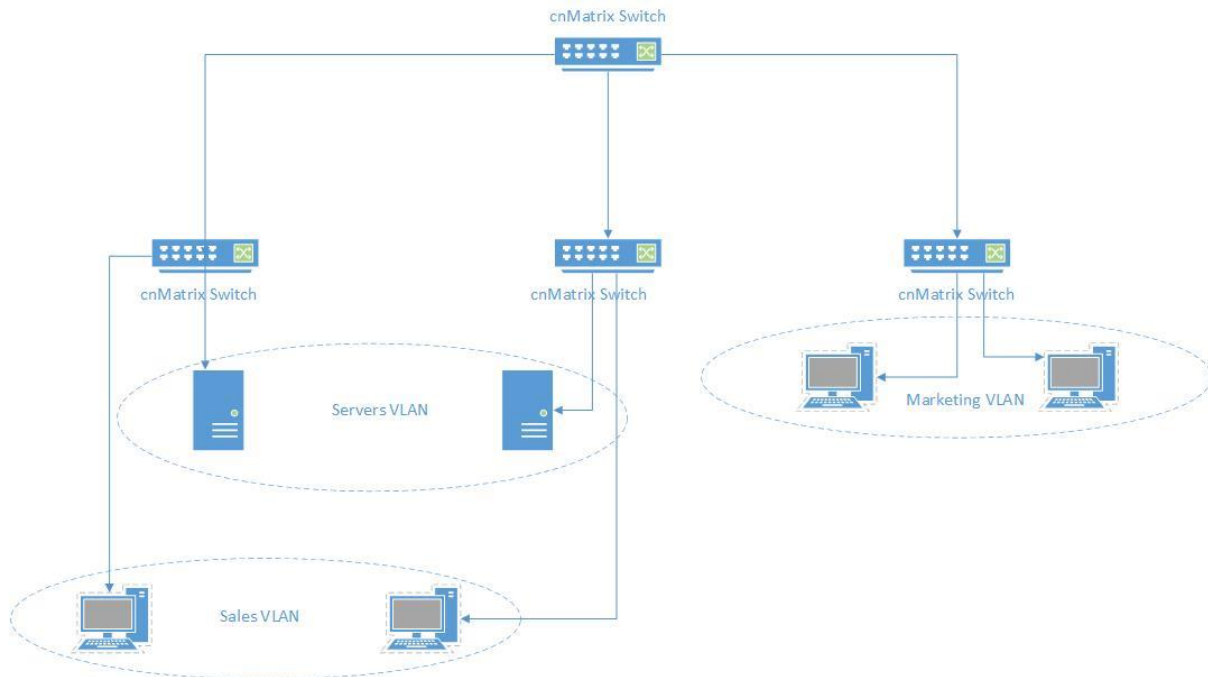 cnMatrix Switch
cnMatrix Switch
cnMatrix Switch
cnMatrix Switch
Servers VLAN
Marketing VLAN
Sales VLAN